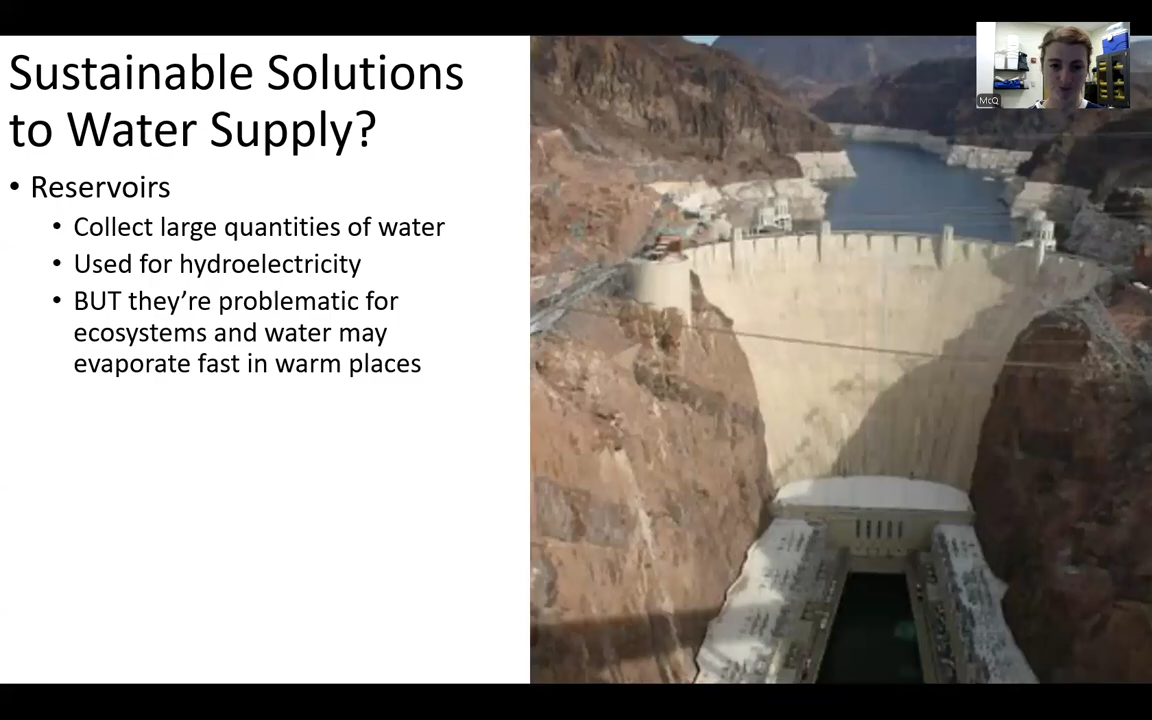 Sustainable Solutions
to Water Supply?
• Reservoirs
• Collect large quantities of water
• Used for hydroelectricity
• BUT they’re problematic for
ecosystems and water may
evaporate fast in warm places
McQ